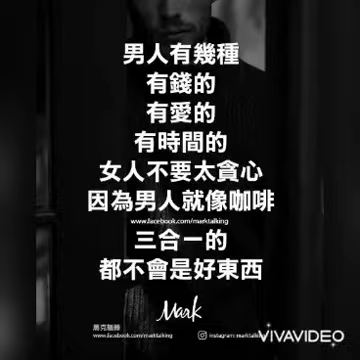 男人有幾種
有錢的
有愛的
有時間的
女人不要太貪心
因為男人就像咖啡
www.facebook.com/marktalking
三合一的
都不會是好東西
Mark
www.facebook.com/marktalking
instagram:marktalk
VIVAVIDEO